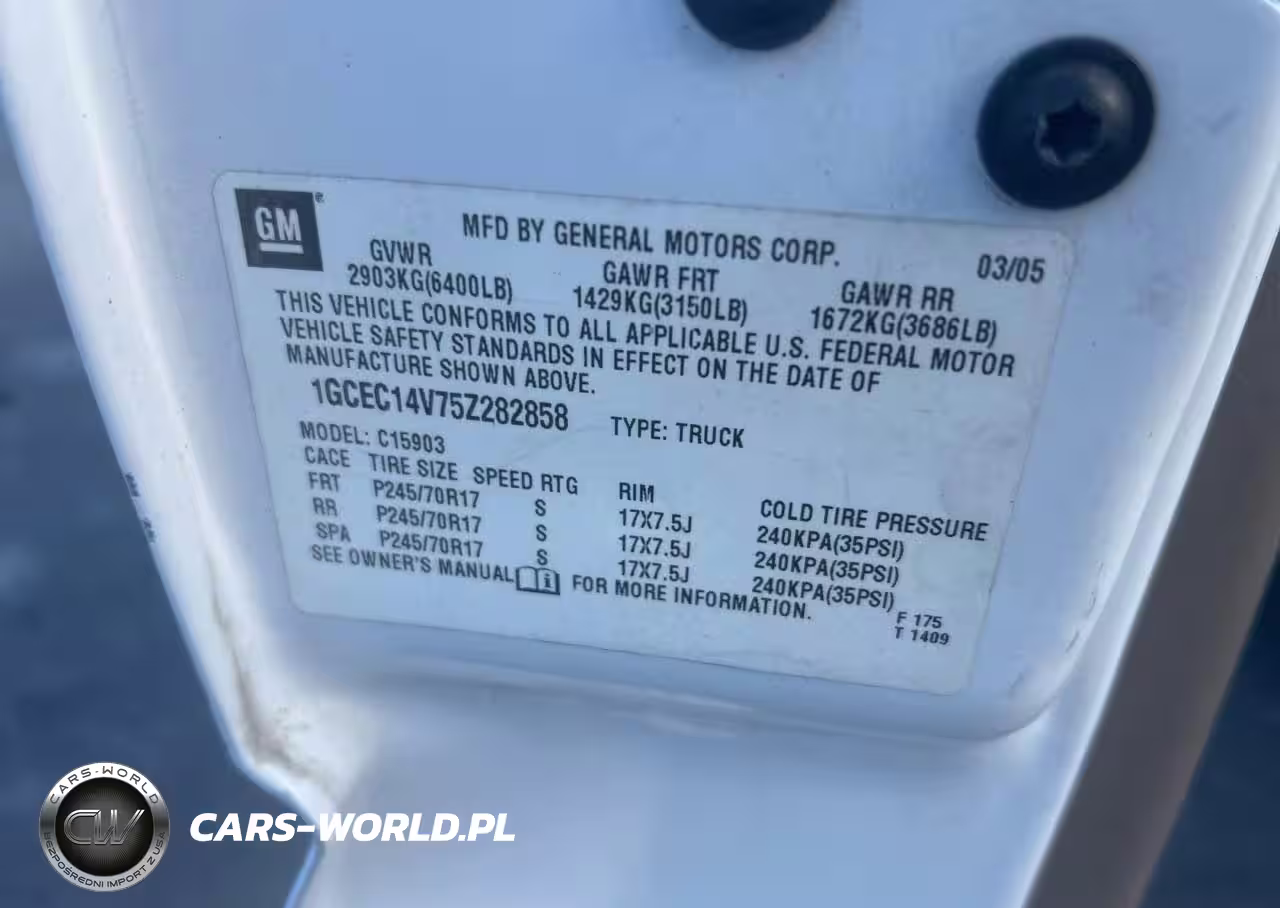 GM ®
MFD BY GENERAL MOTORS CORP. 03/05
GVWR GAWR FRT GAWR RR
2903KG(6400LB) 1429KG(3150LB) 1672KG(3686LB)
THIS VEHICLE CONFORMS TO ALL APPLICABLE U.S. FEDERAL MOTOR
VEHICLE SAFETY STANDARDS IN EFFECT ON THE DATE OF
MANUFACTURE SHOWN ABOVE.
1GCEC14V75Z282858 TYPE: TRUCK
MODEL: C15903
CACE TIRE SIZE SPEED RTG RIM COLD TIRE PRESSURE
FRT P245/70R17 S 17X7.5J 240KPA(35PSI)
RR P245/70R17 S 17X7.5J 240KPA(35PSI)
SPA P245/70R17 S 17X7.5J 240KPA(35PSI)
SEE OWNER'S MANUAL FOR MORE INFORMATION.
F 175
T 1409
CARS-WORLD
CW
BEZPOŚREDNI IMPORT Z USA
CARS-WORLD.PL